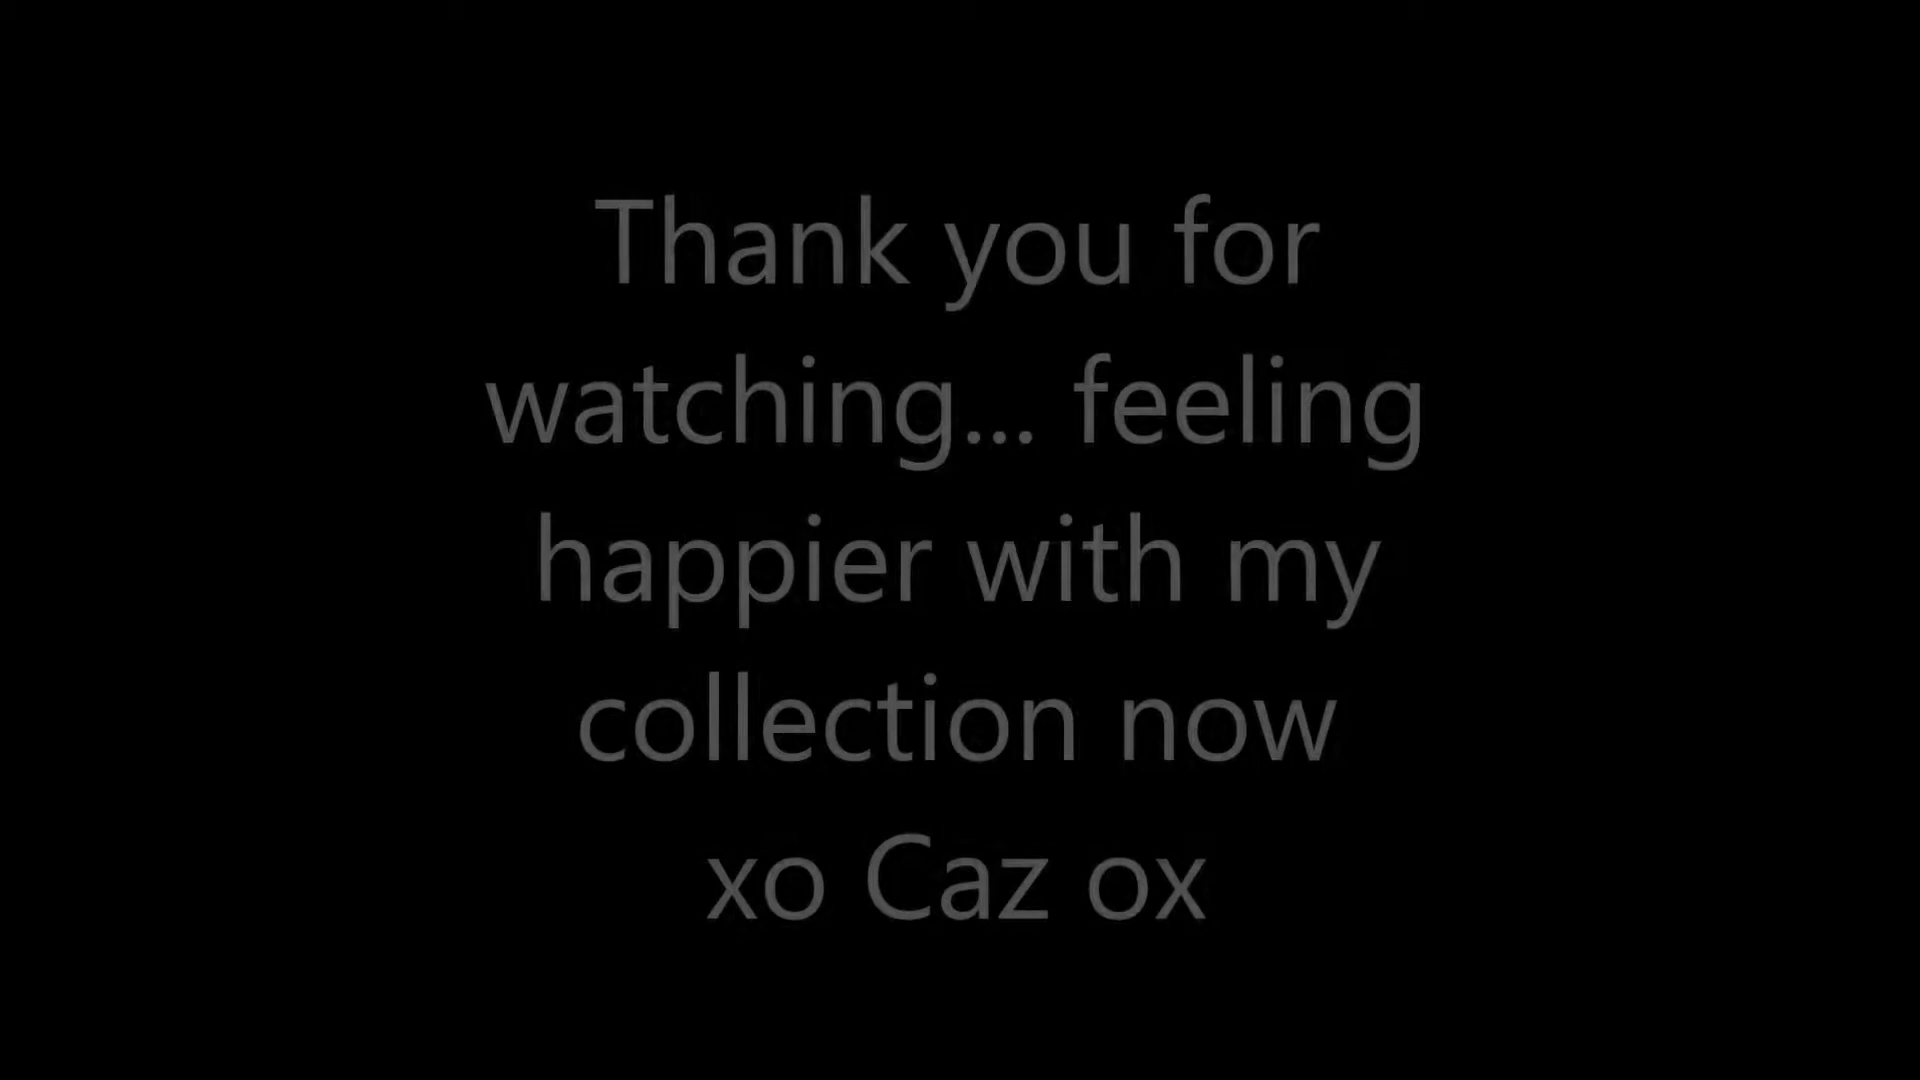 Thank you for
watching... feeling
happier with my
collection now
xo Caz ox